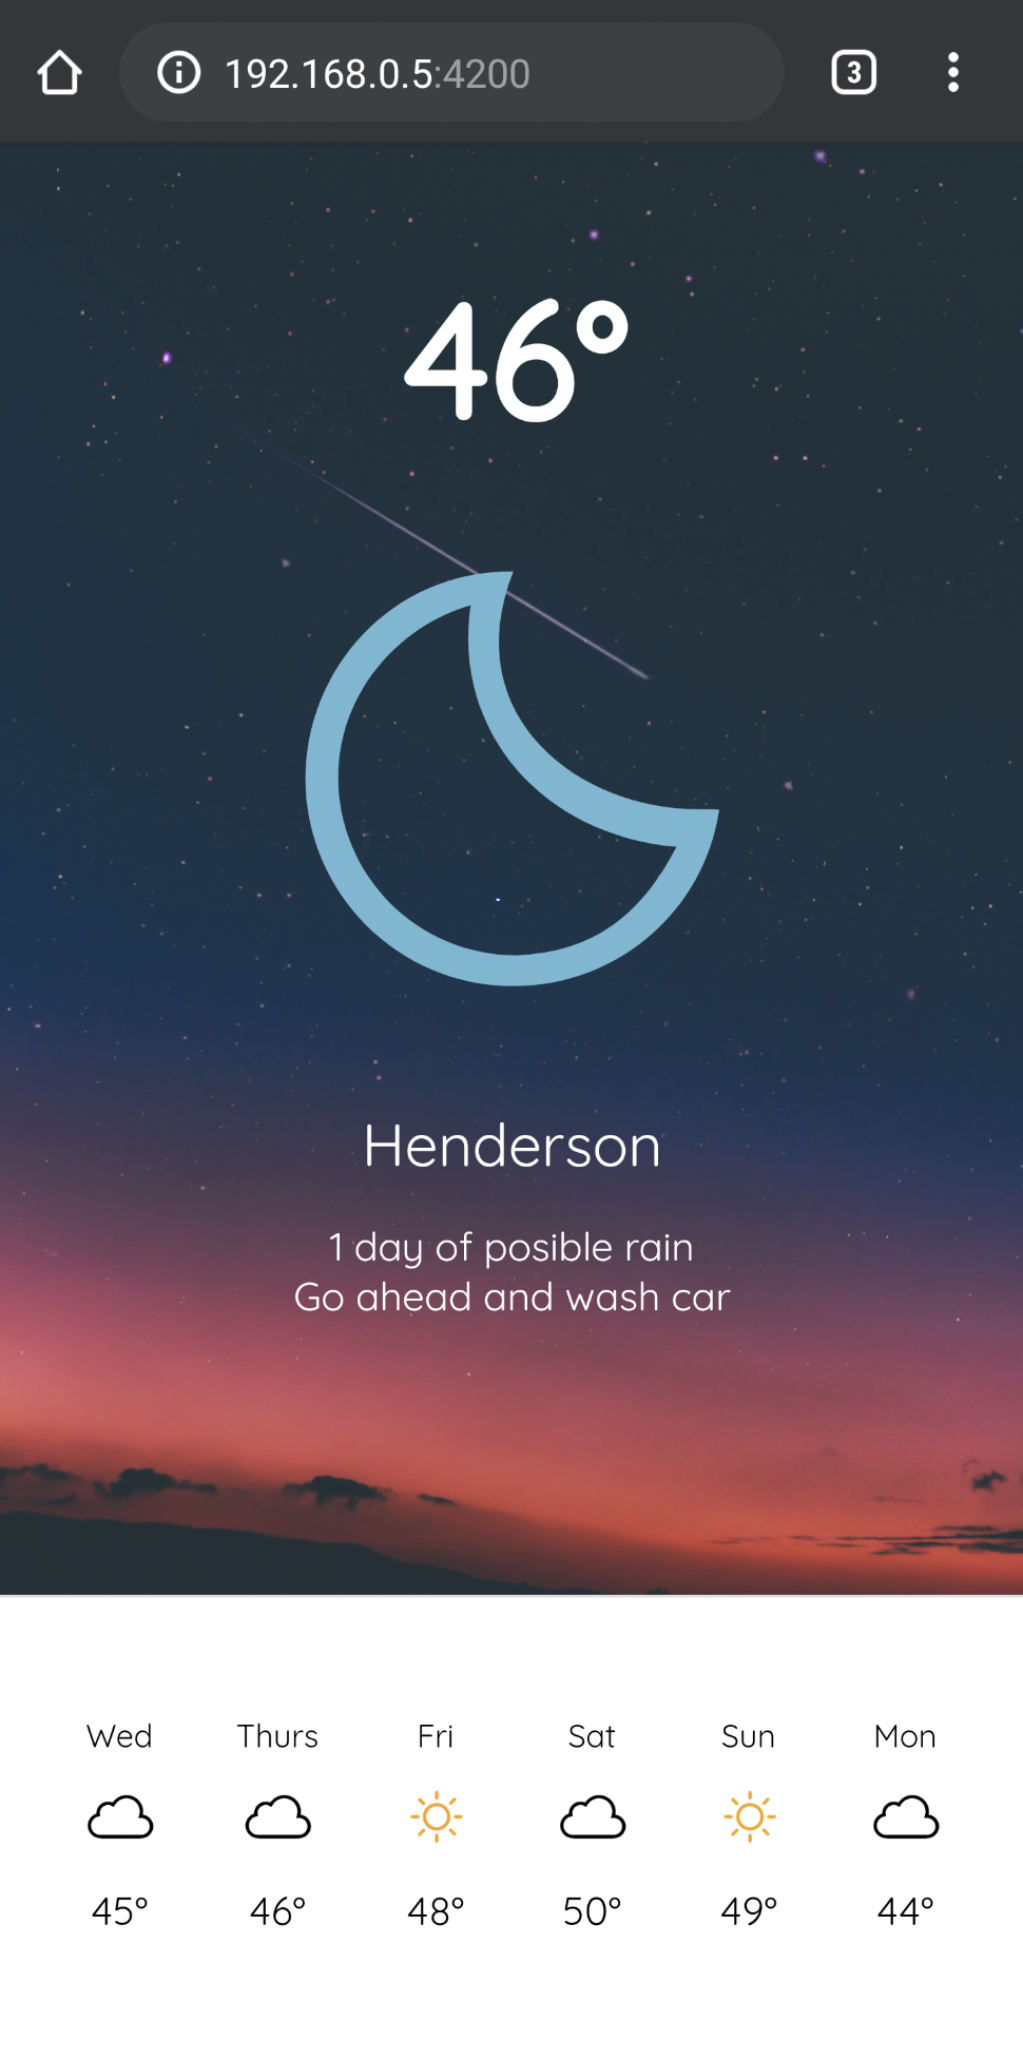 192.168.0.5:4200
3
46°
Henderson
1 day of posible rain
Go ahead and wash car
Wed Thurs Fri Sat Sun Mon
45° 46° 48° 50° 49° 44°